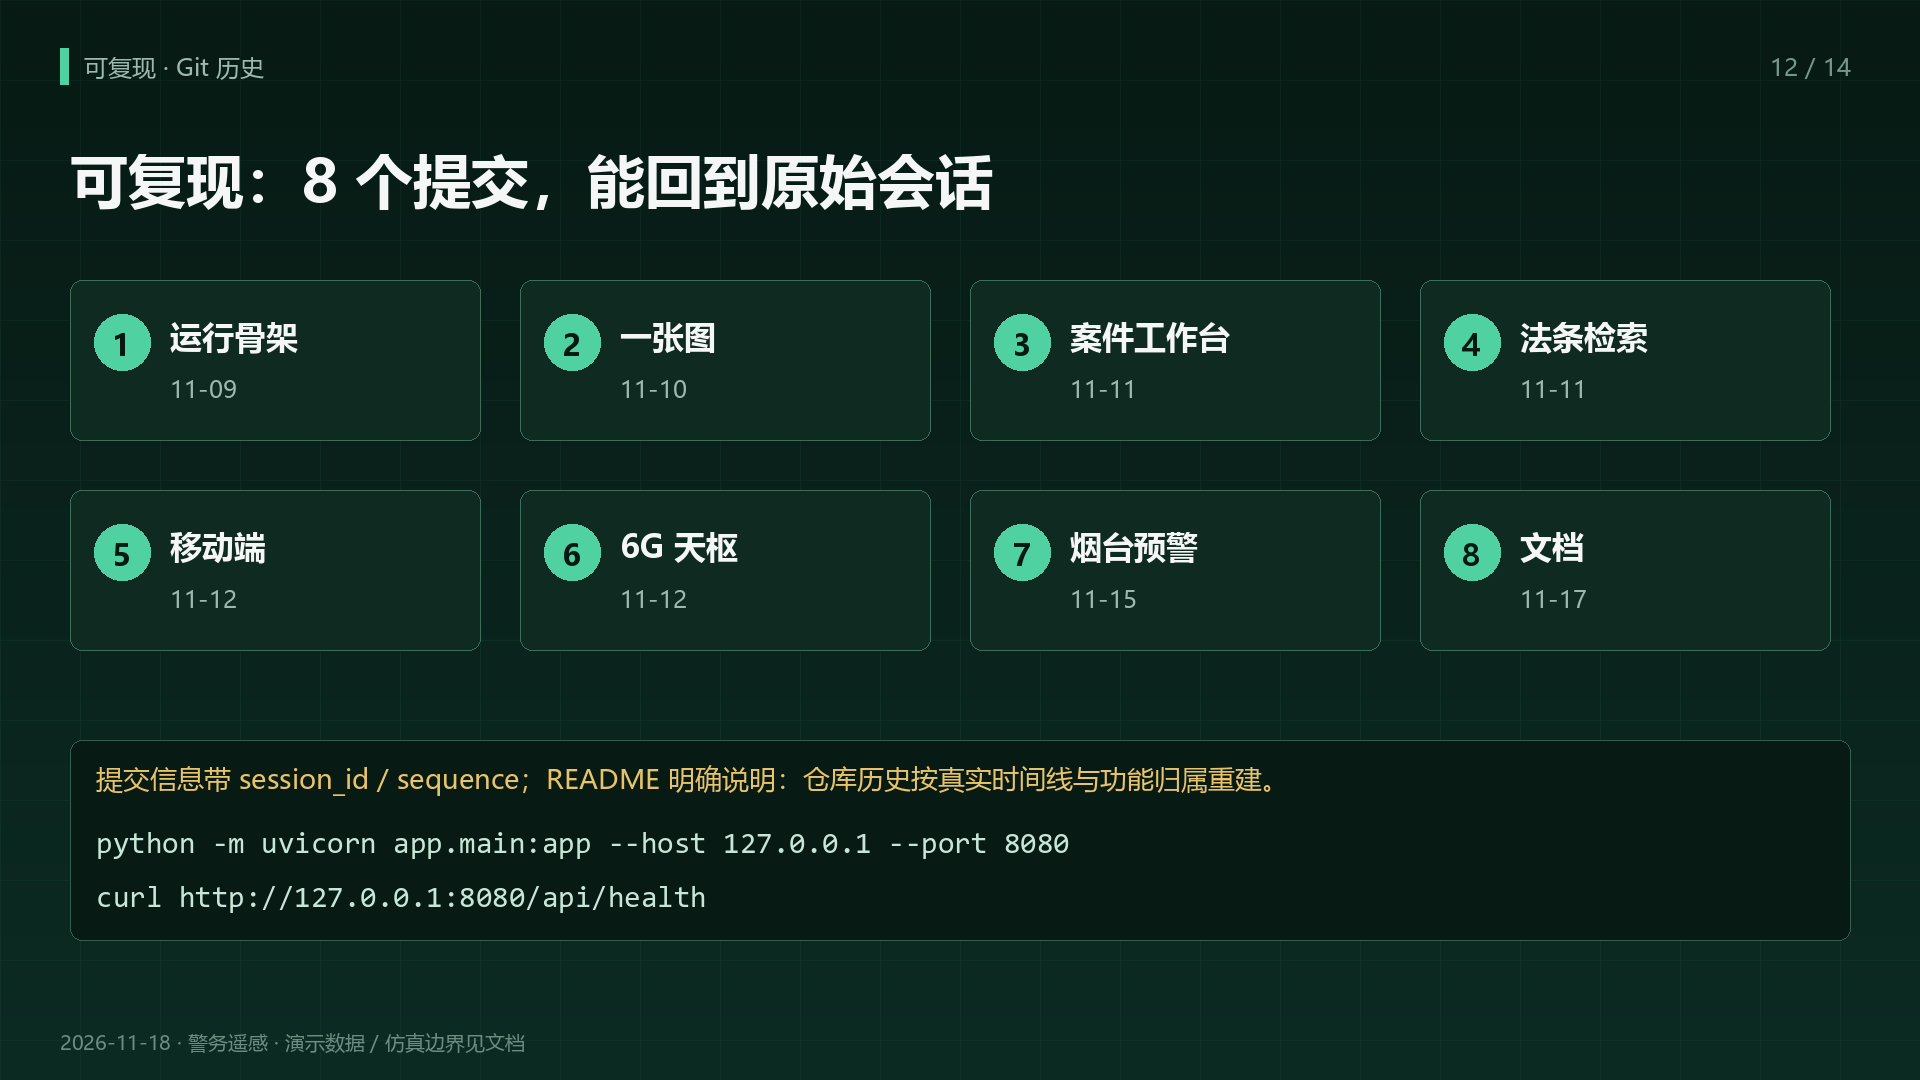 可复现 · Git 历史
12 / 14
可复现：8 个提交，能回到原始会话
1 运行骨架
11-09
2 一张图
11-10
3 案件工作台
11-11
4 法条检索
11-11
5 移动端
11-12
6 6G 天枢
11-12
7 烟台预警
11-15
8 文档
11-17
提交信息带 session_id / sequence；README 明确说明：仓库历史按真实时间线与功能归属重建。
python -m uvicorn app.main:app --host 127.0.0.1 --port 8080
curl http://127.0.0.1:8080/api/health
2026-11-18 · 警务遥感 · 演示数据 / 仿真边界见文档